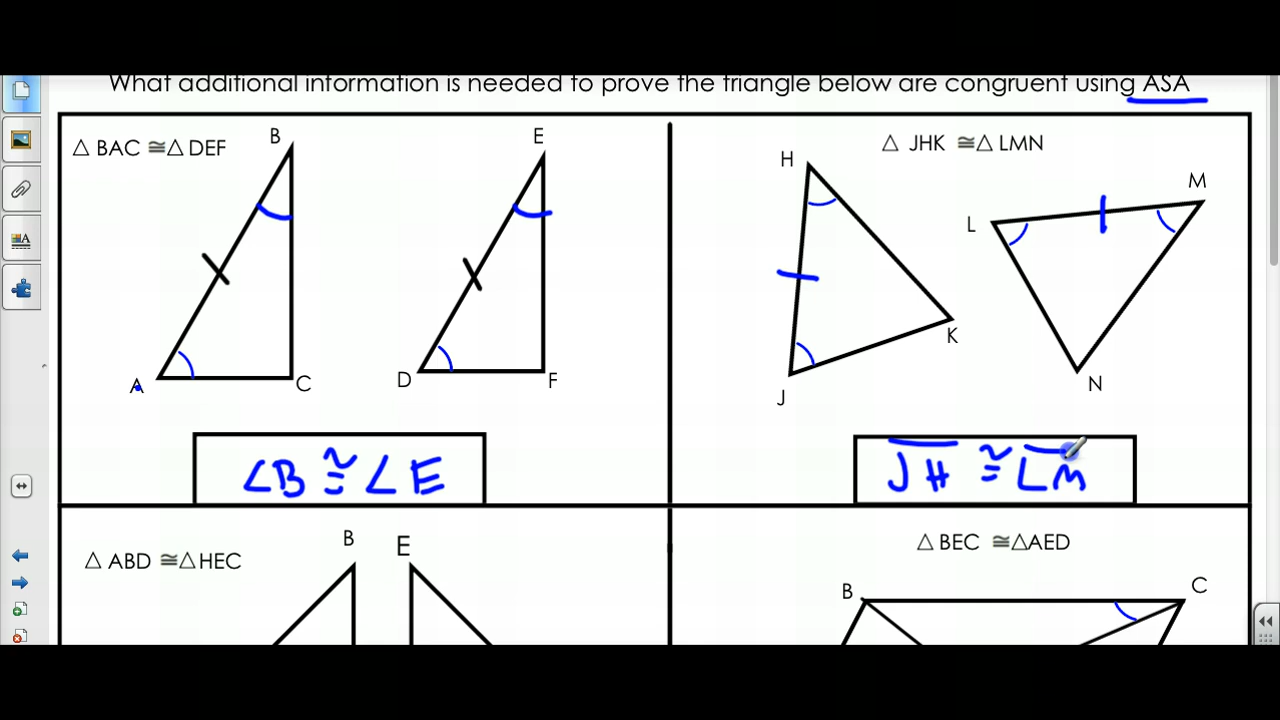 What additional information is needed to prove the triangle below are congruent using ASA
△ BAC ≅△ DEF
B
A
C
E
D
F
∠B ≅ ∠E
△ JHK ≅△ LMN
H
J
K
L
M
N
JH ≅ LM
△ ABD ≅△HEC
B
E
△ BEC ≅△AED
B
C